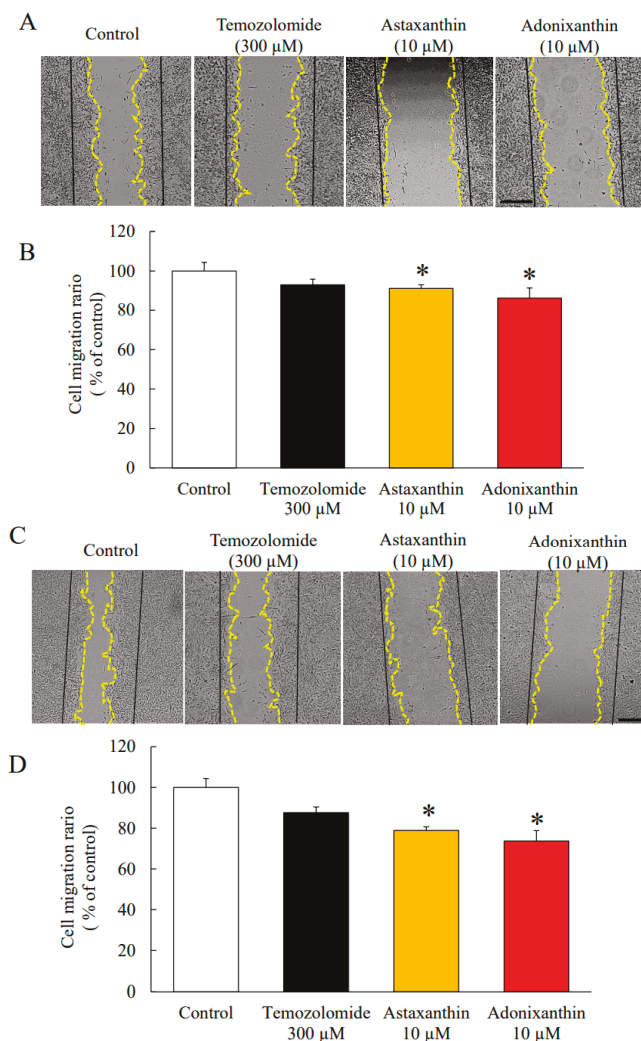 A
Control
Temozolomide
(300 µM)
Astaxanthin
(10 µM)
Adonixanthin
(10 µM)
B
Cell migration ratio
( % of control)
120
100
80
60
40
20
0
*
*
Control
Temozolomide
300 µM
Astaxanthin
10 µM
Adonixanthin
10 µM
C
Control
Temozolomide
(300 µM)
Astaxanthin
(10 µM)
Adonixanthin
(10 µM)
D
Cell migration rario
( % of control)
120
100
80
60
40
20
0
*
*
Control
Temozolomide
300 µM
Astaxanthin
10 µM
Adonixanthin
10 µM